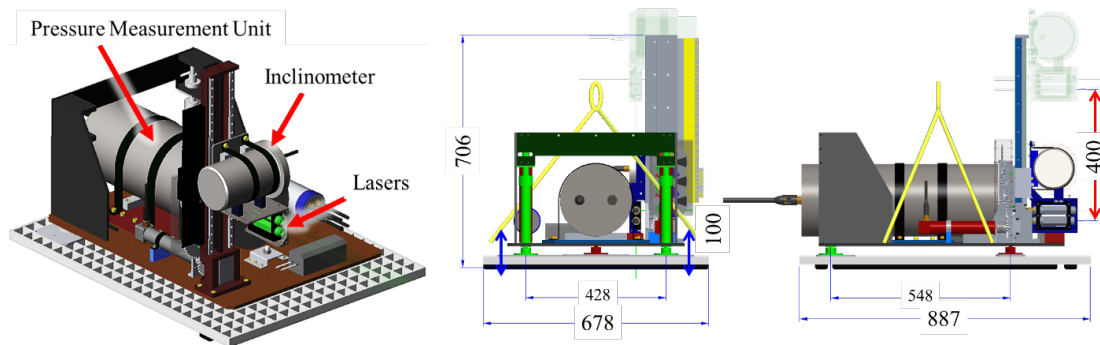 Pressure Measurement Unit
Inclinometer
Lasers
706
100
428
678
400
548
887